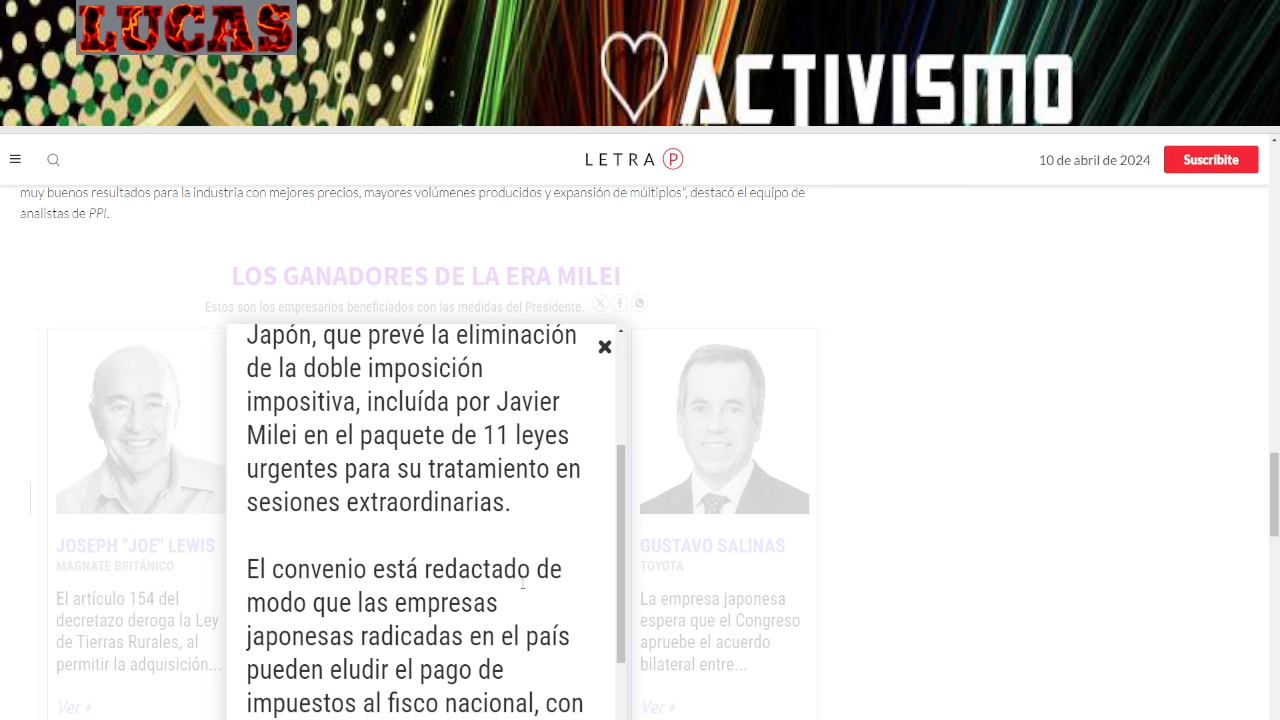 LUCAS
ACTIVISMO
LETRA P
10 de abril de 2024
Suscribite
muy buenos resultados para la industria con mejores precios, mayores volúmenes producidos y expansión de múltiplos", destacó el equipo de
analistas de PPI.
LOS GANADORES DE LA ERA MILEI
Estos son los empresarios beneficiados con las medidas del Presidente.
Japón, que prevé la eliminación
de la doble imposición
impositiva, incluída por Javier
Milei en el paquete de 11 leyes
urgentes para su tratamiento en
sesiones extraordinarias.
El convenio está redactado de
modo que las empresas
japonesas radicadas en el país
pueden eludir el pago de
impuestos al fisco nacional, con
JOSEPH "JOE" LEWIS
MAGNATE BRITÁNICO
El artículo 154 del
decretazo deroga la Ley
de Tierras Rurales, al
permitir la adquisición...
Ver +
GUSTAVO SALINAS
TOYOTA
La empresa japonesa
espera que el Congreso
apruebe el acuerdo
bilateral entre...
Ver +